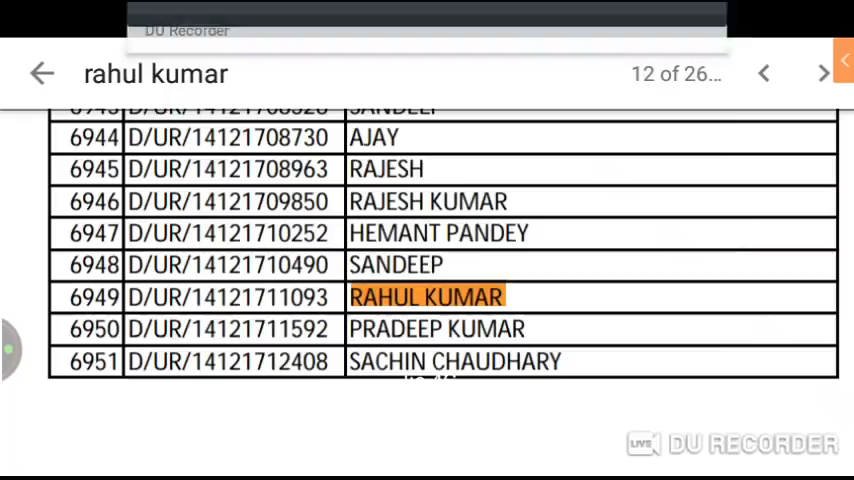 DU Recorder
rahul kumar 12 of 26...
6944 D/UR/14121708730 AJAY
6945 D/UR/14121708963 RAJESH
6946 D/UR/14121709850 RAJESH KUMAR
6947 D/UR/14121710252 HEMANT PANDEY
6948 D/UR/14121710490 SANDEEP
6949 D/UR/14121711093 RAHUL KUMAR
6950 D/UR/14121711592 PRADEEP KUMAR
6951 D/UR/14121712408 SACHIN CHAUDHARY
LIVE DU RECORDER